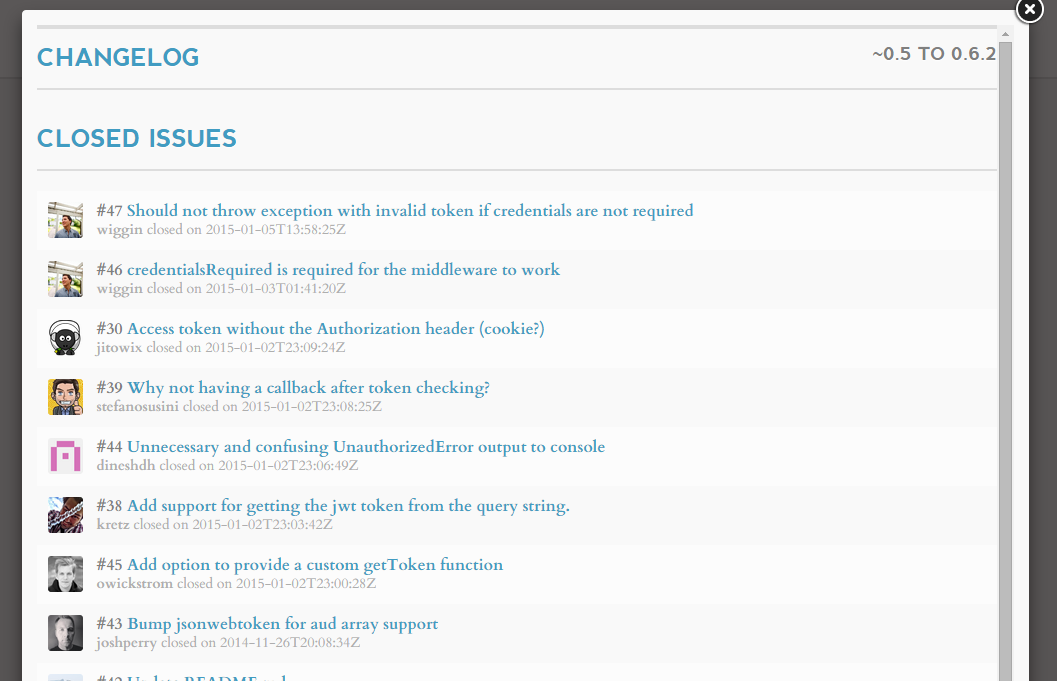 CHANGELOG
~0.5 TO 0.6.2
CLOSED ISSUES
#47 Should not throw exception with invalid token if credentials are not required
wiggin closed on 2015-01-05T13:58:25Z
#46 credentialsRequired is required for the middleware to work
wiggin closed on 2015-01-03T01:41:20Z
#30 Access token without the Authorization header (cookie?)
jitowix closed on 2015-01-02T23:09:24Z
#39 Why not having a callback after token checking?
stefanosusini closed on 2015-01-02T23:08:25Z
#44 Unnecessary and confusing UnauthorizedError output to console
dineshdh closed on 2015-01-02T23:06:49Z
#38 Add support for getting the jwt token from the query string.
kretz closed on 2015-01-02T23:03:42Z
#45 Add option to provide a custom getToken function
owickstrom closed on 2015-01-02T23:00:28Z
#43 Bump jsonwebtoken for aud array support
joshperry closed on 2014-11-26T20:08:34Z
#42 Update README